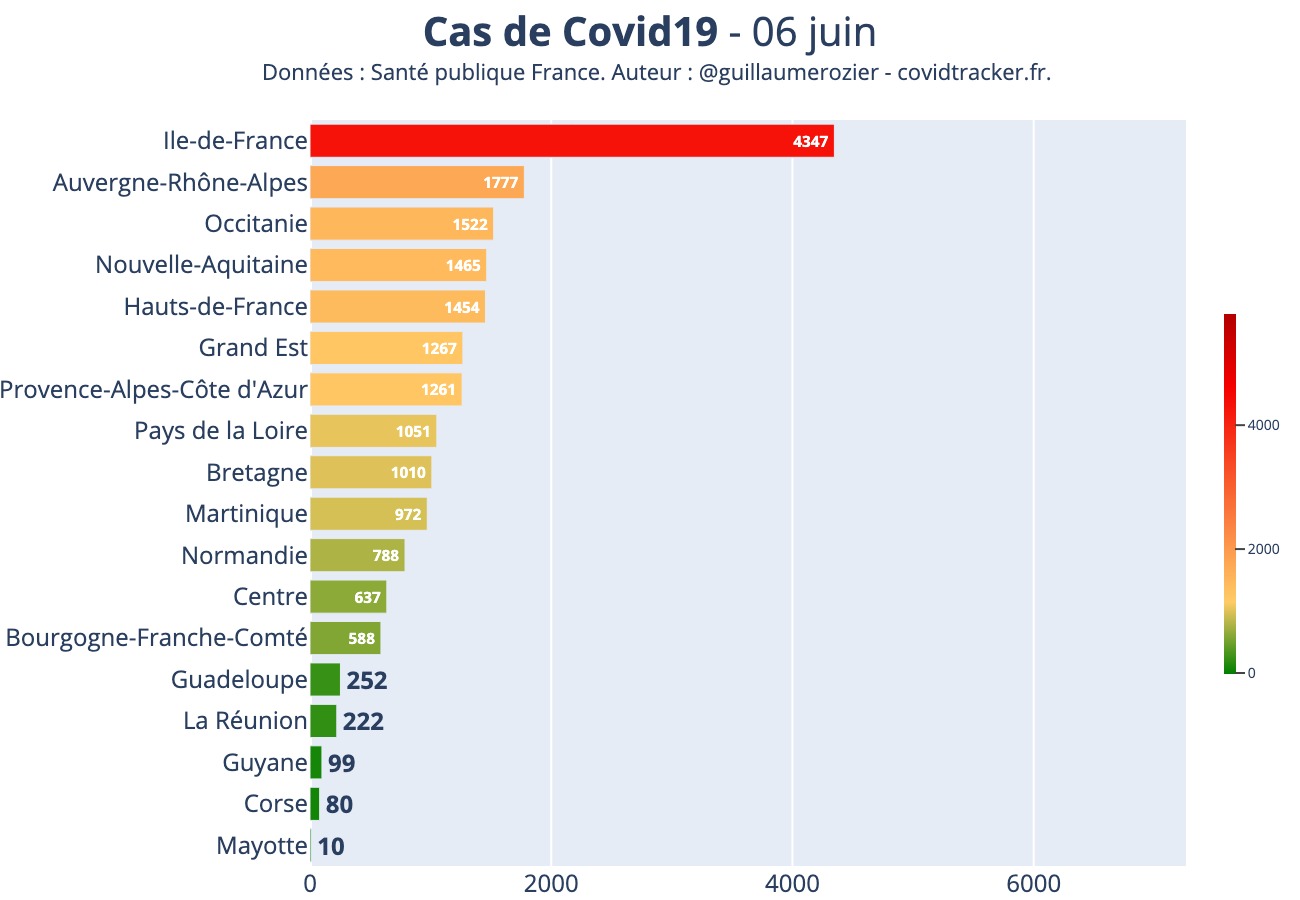 Cas de Covid19 - 06 juin
Données : Santé publique France. Auteur : @guillaumerozier - covidtracker.fr.
Ile-de-France 4347
Auvergne-Rhône-Alpes 1777
Occitanie 1522
Nouvelle-Aquitaine 1465
Hauts-de-France 1454
Grand Est 1267
Provence-Alpes-Côte d'Azur 1261
Pays de la Loire 1051
Bretagne 1010
Martinique 972
Normandie 788
Centre 637
Bourgogne-Franche-Comté 588
Guadeloupe 252
La Réunion 222
Guyane 99
Corse 80
Mayotte 10
0 2000 4000 6000
4000
2000
0